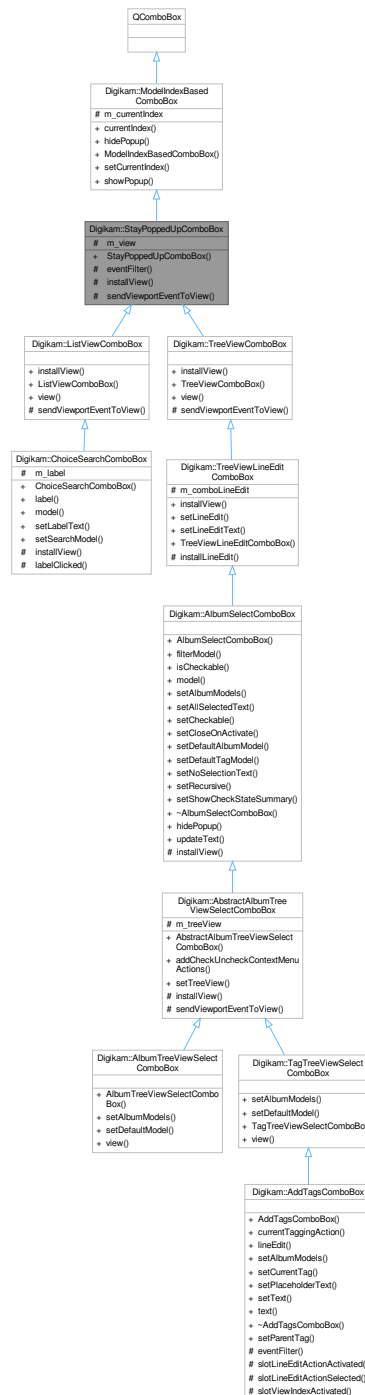 QComboBox
Digikam::ModelIndexBased
ComboBox
# m_currentIndex
+ currentIndex()
+ hidePopup()
+ ModelIndexBasedComboBox()
+ setCurrentIndex()
+ showPopup()
Digikam::StayPoppedUpComboBox
# m_view
+ StayPoppedUpComboBox()
# eventFilter()
# installView()
# sendViewportEventToView()
Digikam::ListViewComboBox
+ installView()
+ ListViewComboBox()
+ view()
# sendViewportEventToView()
Digikam::TreeViewComboBox
+ installView()
+ TreeViewComboBox()
+ view()
# sendViewportEventToView()
Digikam::ChoiceSearchComboBox
# m_label
+ ChoiceSearchComboBox()
+ label()
+ model()
+ setLabelText()
+ setSearchModel()
# installView()
# labelClicked()
Digikam::TreeViewLineEdit
ComboBox
# m_comboLineEdit
+ installView()
+ setLineEdit()
+ setLineEditText()
+ TreeViewLineEditComboBox()
# installLineEdit()
Digikam::AlbumSelectComboBox
+ AlbumSelectComboBox()
+ filterModel()
+ isCheckable()
+ model()
+ setAlbumModels()
+ setAllSelectedText()
+ setCheckable()
+ setCloseOnActivate()
+ setDefaultAlbumModel()
+ setDefaultTagModel()
+ setNoSelectionText()
+ setRecursive()
+ setShowCheckStateSummary()
+ ~AlbumSelectComboBox()
+ hidePopup()
+ updateText()
# installView()
Digikam::AbstractAlbumTree
ViewSelectComboBox
# m_treeView
+ AbstractAlbumTreeViewSelect
ComboBox()
+ addCheckUncheckContextMenu
Actions()
+ setTreeView()
# installView()
# sendViewportEventToView()
Digikam::AlbumTreeViewSelect
ComboBox
+ AlbumTreeViewSelectCombo
Box()
+ setAlbumModels()
+ setDefaultModel()
+ view()
Digikam::TagTreeViewSelect
ComboBox
+ setAlbumModels()
+ setDefaultModel()
+ TagTreeViewSelectComboBo
+ view()
Digikam::AddTagsComboBox
+ AddTagsComboBox()
+ currentTaggingAction()
+ lineEdit()
+ setAlbumModels()
+ setCurrentTag()
+ setPlaceholderText()
+ setText()
+ text()
+ ~AddTagsComboBox()
+ setParentTag()
# eventFilter()
# slotLineEditActionActivated(
# slotLineEditActionSelected()
# slotViewIndexActivated()